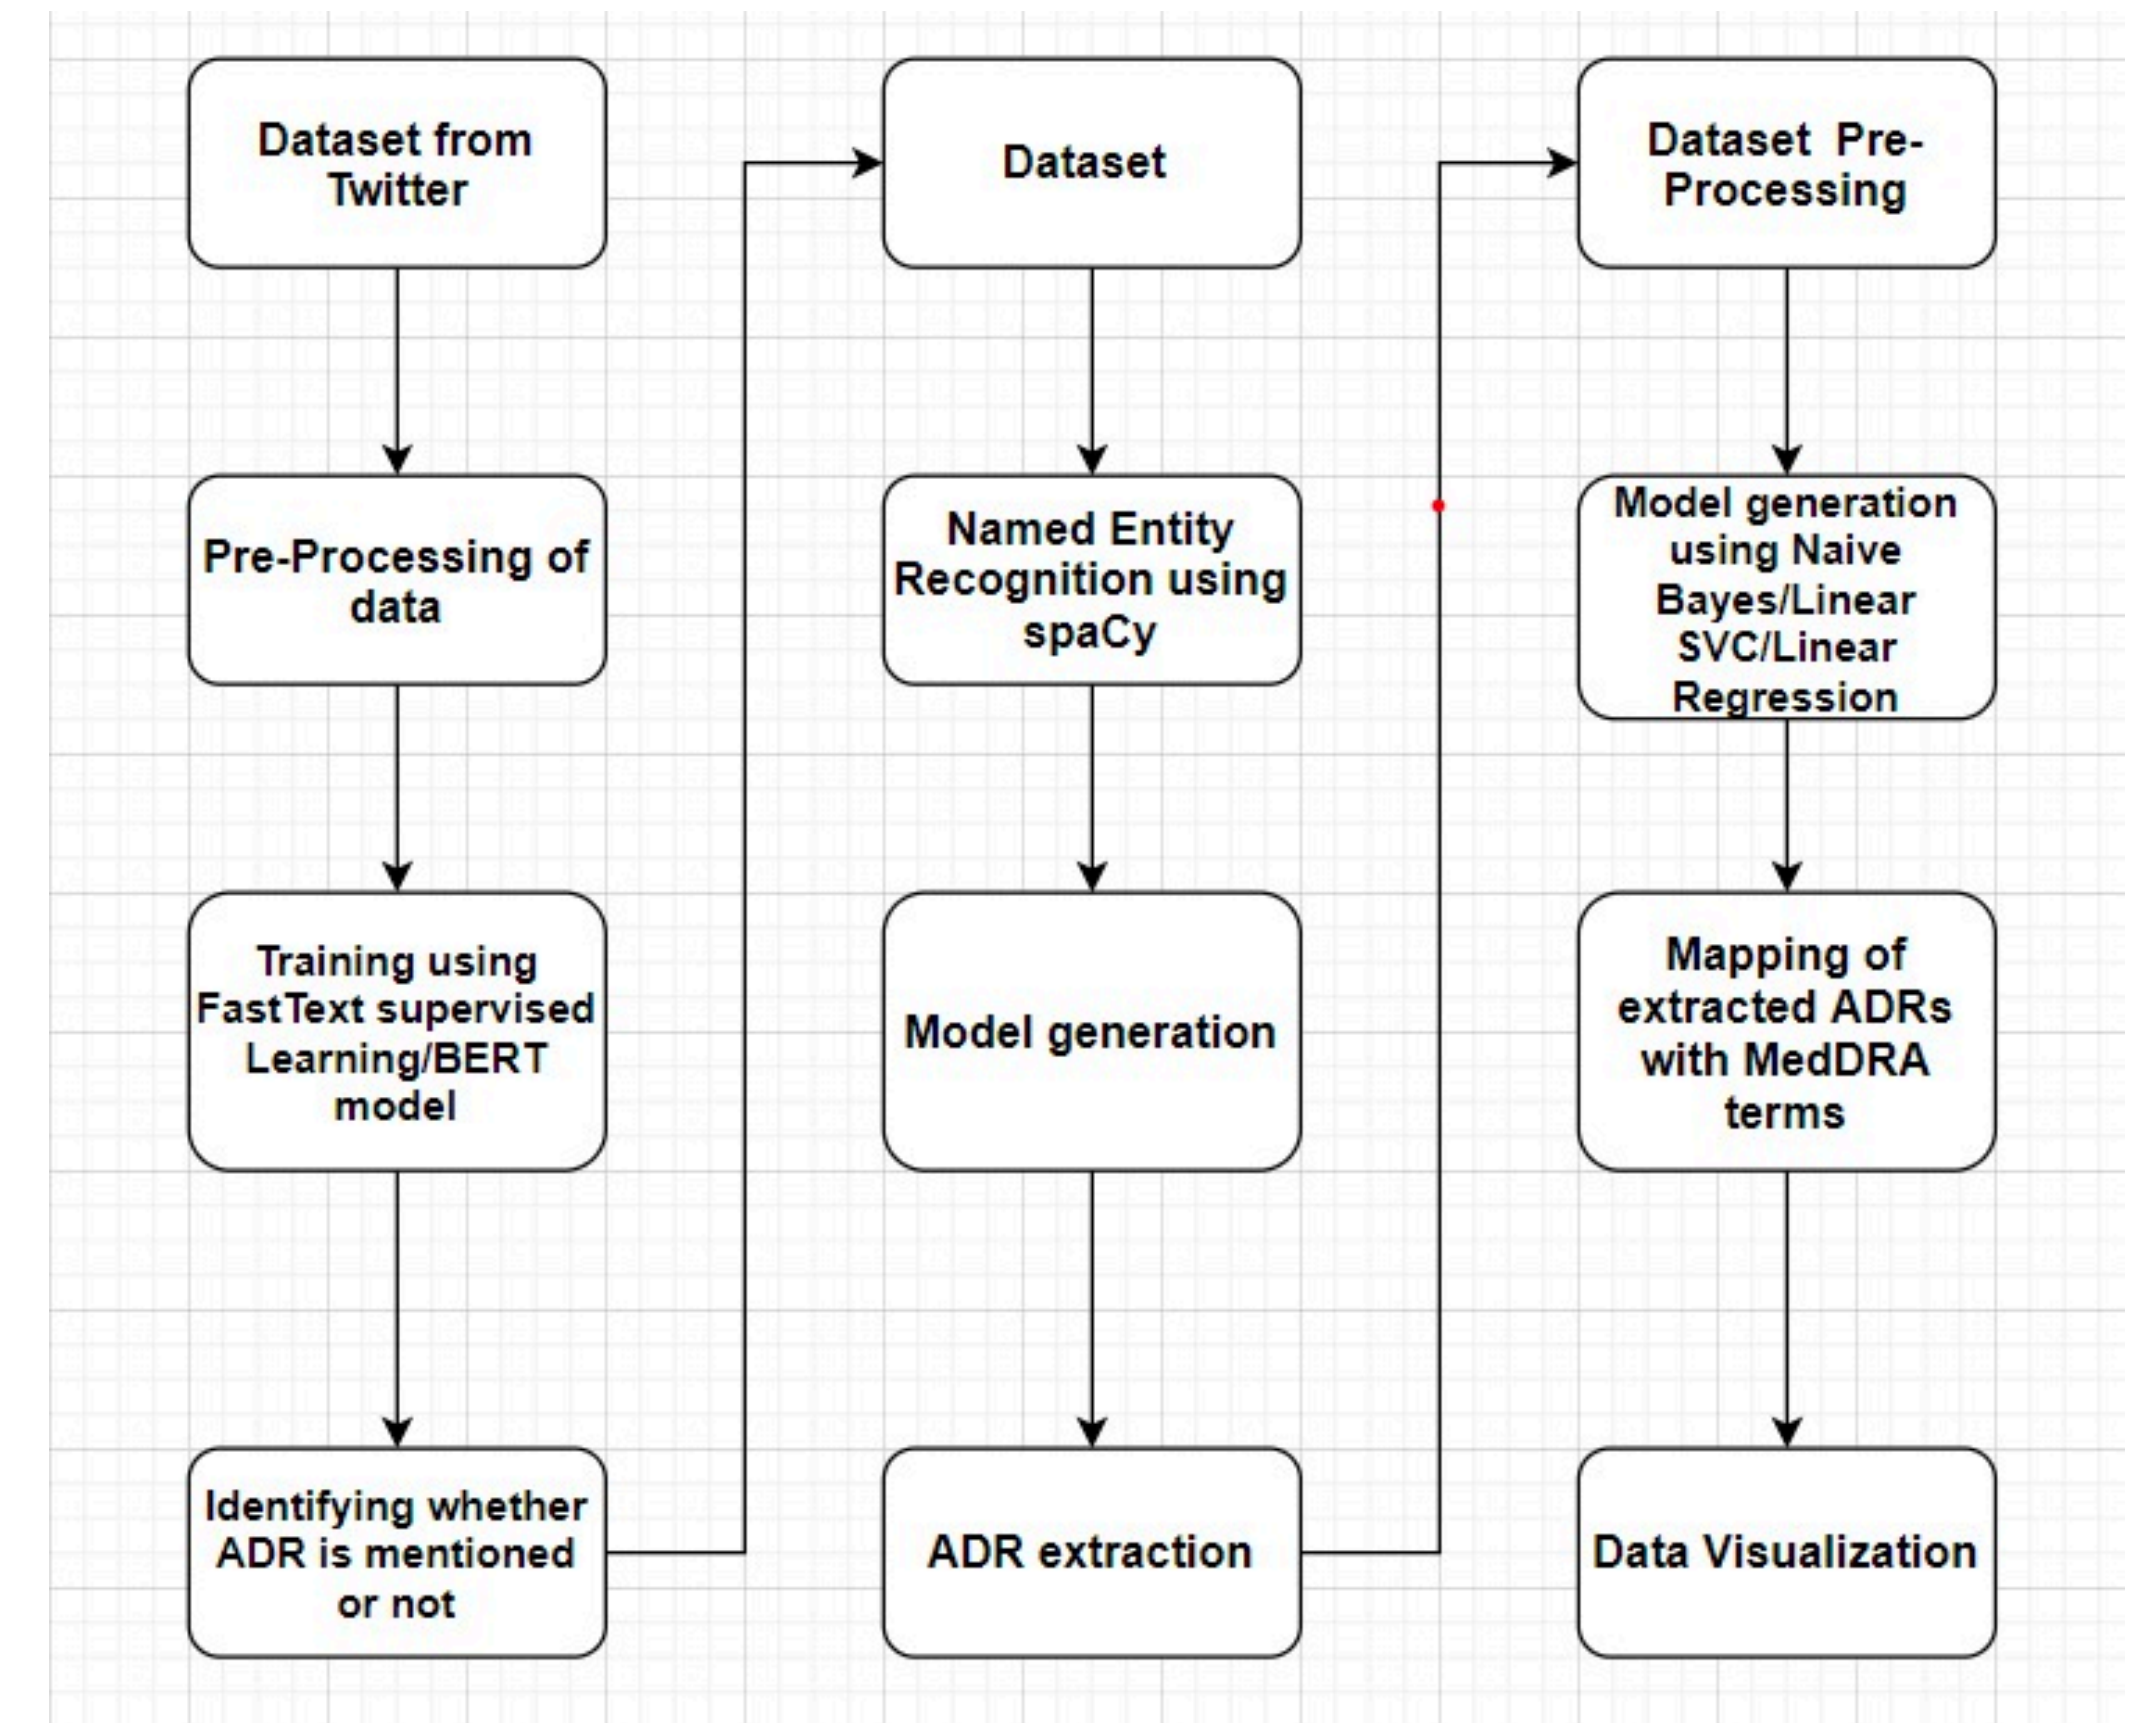 Dataset from
Twitter
Pre-Processing of
data
Training using
FastText supervised
Learning/BERT
model
Identifying whether
ADR is mentioned
or not
Dataset
Named Entity
Recognition using
spaCy
Model generation
ADR extraction
Dataset  Pre-
Processing
Model generation
using Naive
Bayes/Linear
SVC/Linear
Regression
Mapping of
extracted ADRs
with MedDRA
terms
Data Visualization